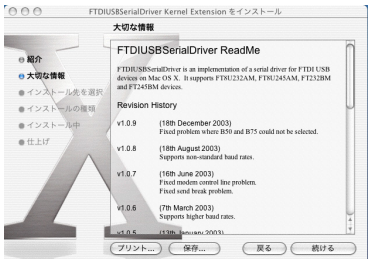 FTDIUSBSerialDriver Kernel Extension をインストール
大切な情報
紹介
大切な情報
インストール先を選択
インストールの種類
インストール中
仕上げ
FTDIUSBSerialDriver ReadMe
FTDIUSBSerialDriver is an implementation of a serial driver for FTDI USB
devices on Mac OS X. It supports FT8U232AM, FT8U245AM, FT232BM
and FT245BM devices.
Revision History
v1.0.9 (18th December 2003)
Fixed problem where B50 and B75 could not be selected.
v1.0.8 (18th August 2003)
Supports non-standard baud rates.
v1.0.7 (16th June 2003)
Fixed modem control line problem.
Fixed send break problem.
v1.0.6 (7th March 2003)
Supports higher baud rates.
v1.0.5 (13th January 2003)
プリント... 保存... 戻る 続ける